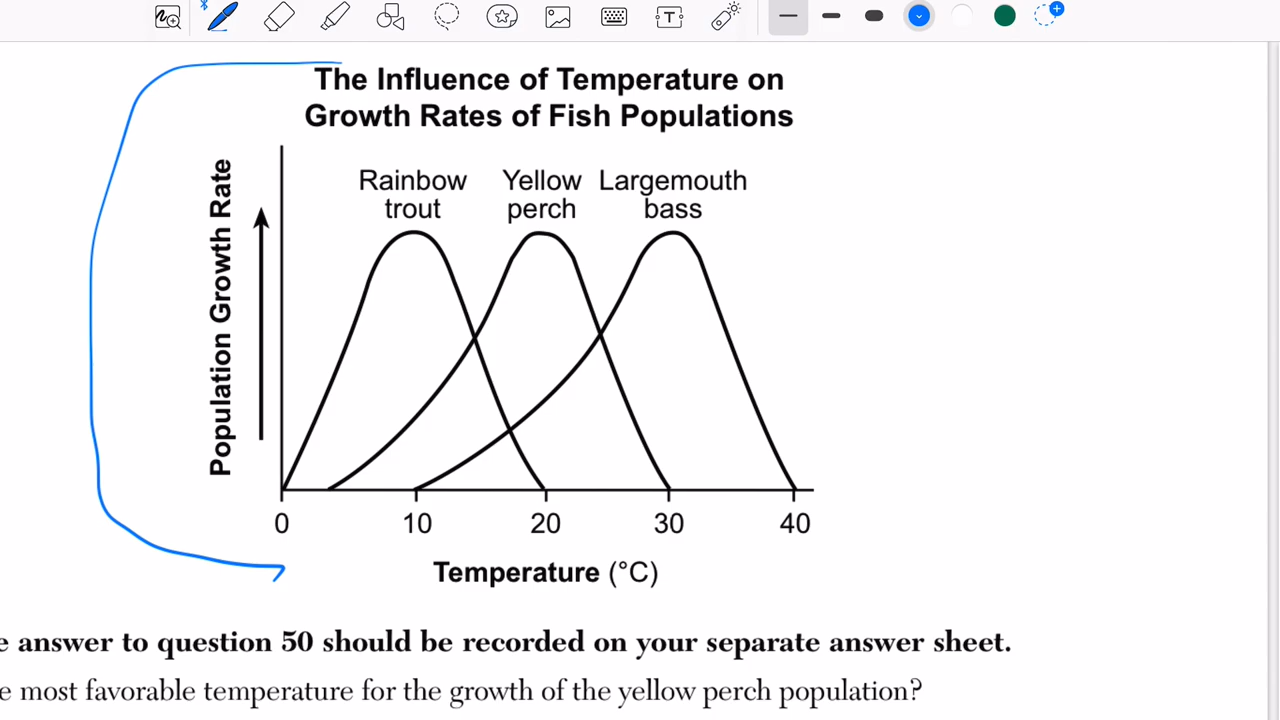 The Influence of Temperature on
Growth Rates of Fish Populations
Rainbow
trout
Yellow
perch
Largemouth
bass
Population Growth Rate
0 10 20 30 40
Temperature (°C)
answer to question 50 should be recorded on your separate answer sheet.
most favorable temperature for the growth of the yellow perch population?